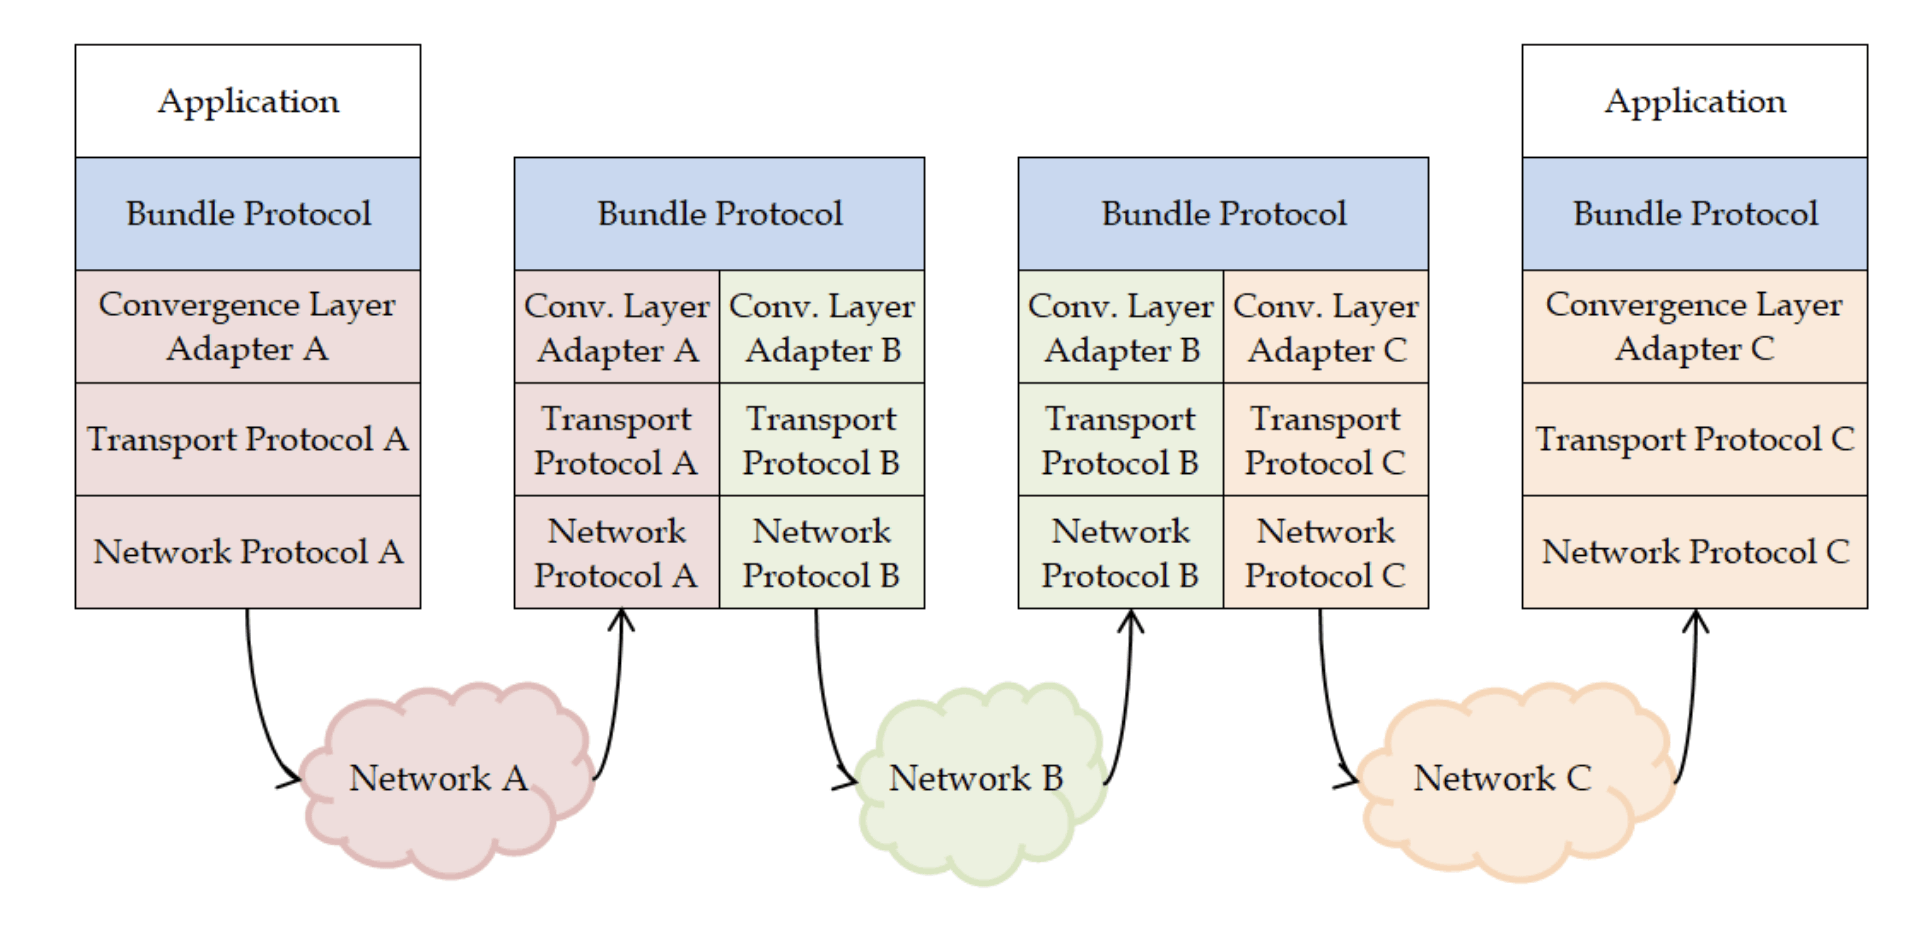 Application
Bundle Protocol
Convergence Layer
Adapter A
Transport Protocol A
Network Protocol A
Bundle Protocol
Conv. Layer
Adapter A
Conv. Layer
Adapter B
Transport
Protocol A
Transport
Protocol B
Network
Protocol A
Network
Protocol B
Bundle Protocol
Conv. Layer
Adapter B
Conv. Layer
Adapter C
Transport
Protocol B
Transport
Protocol C
Network
Protocol B
Network
Protocol C
Application
Bundle Protocol
Convergence Layer
Adapter C
Transport Protocol C
Network Protocol C
Network A
Network B
Network C